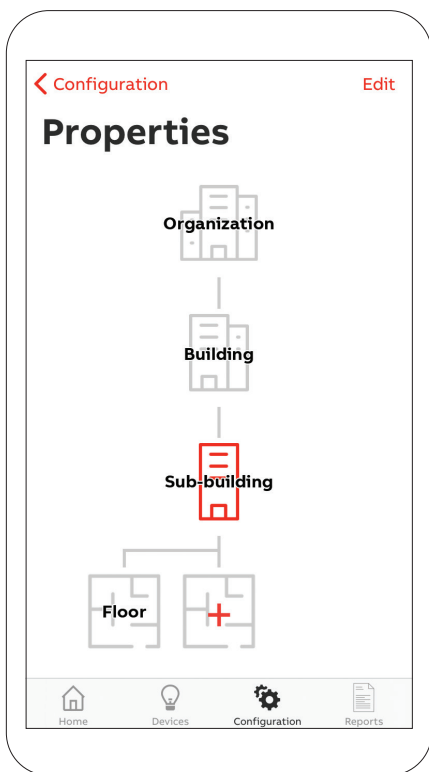 Configuration Edit
Properties
Organization
Building
Sub-building
Floor
Home Devices Configuration Reports